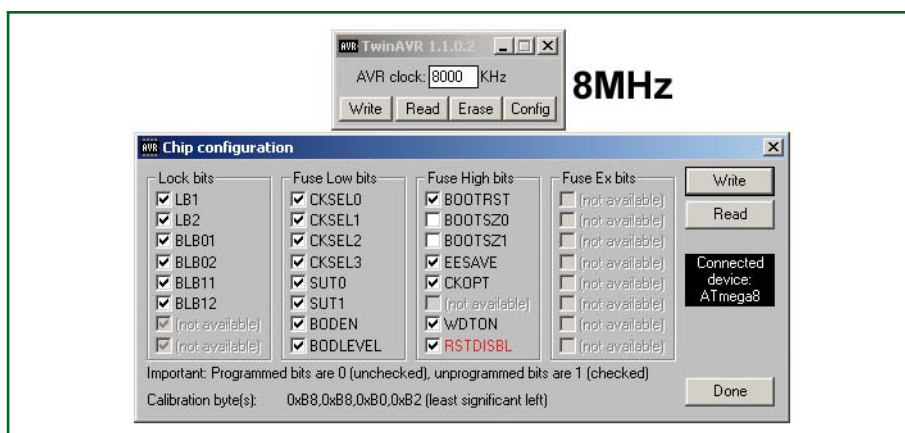 AVR TwinAVR 1.1.0.2
AVR clock: 8000 KHz
8MHz
Write Read Erase Config
AVR Chip configuration
Lock bits Fuse Low bits Fuse High bits Fuse Ex bits
LB1 CKSEL0 BOOTRST (not available)
LB2 CKSEL1 BOOTSZ0 (not available)
BLB01 CKSEL2 BOOTSZ1 (not available)
BLB02 CKSEL3 EESAVE (not available)
BLB11 SUT0 CKOPT (not available)
BLB12 SUT1 (not available) (not available)
(not available) BODEN WDTON (not available)
(not available) BODLEVEL RSTDISBL (not available)
Write
Read
Connected
device:
ATmega8
Important: Programmed bits are 0 (unchecked), unprogrammed bits are 1 (checked)
Calibration byte(s): 0xB8,0xB8,0xB0,0xB2 (least significant left)
Done